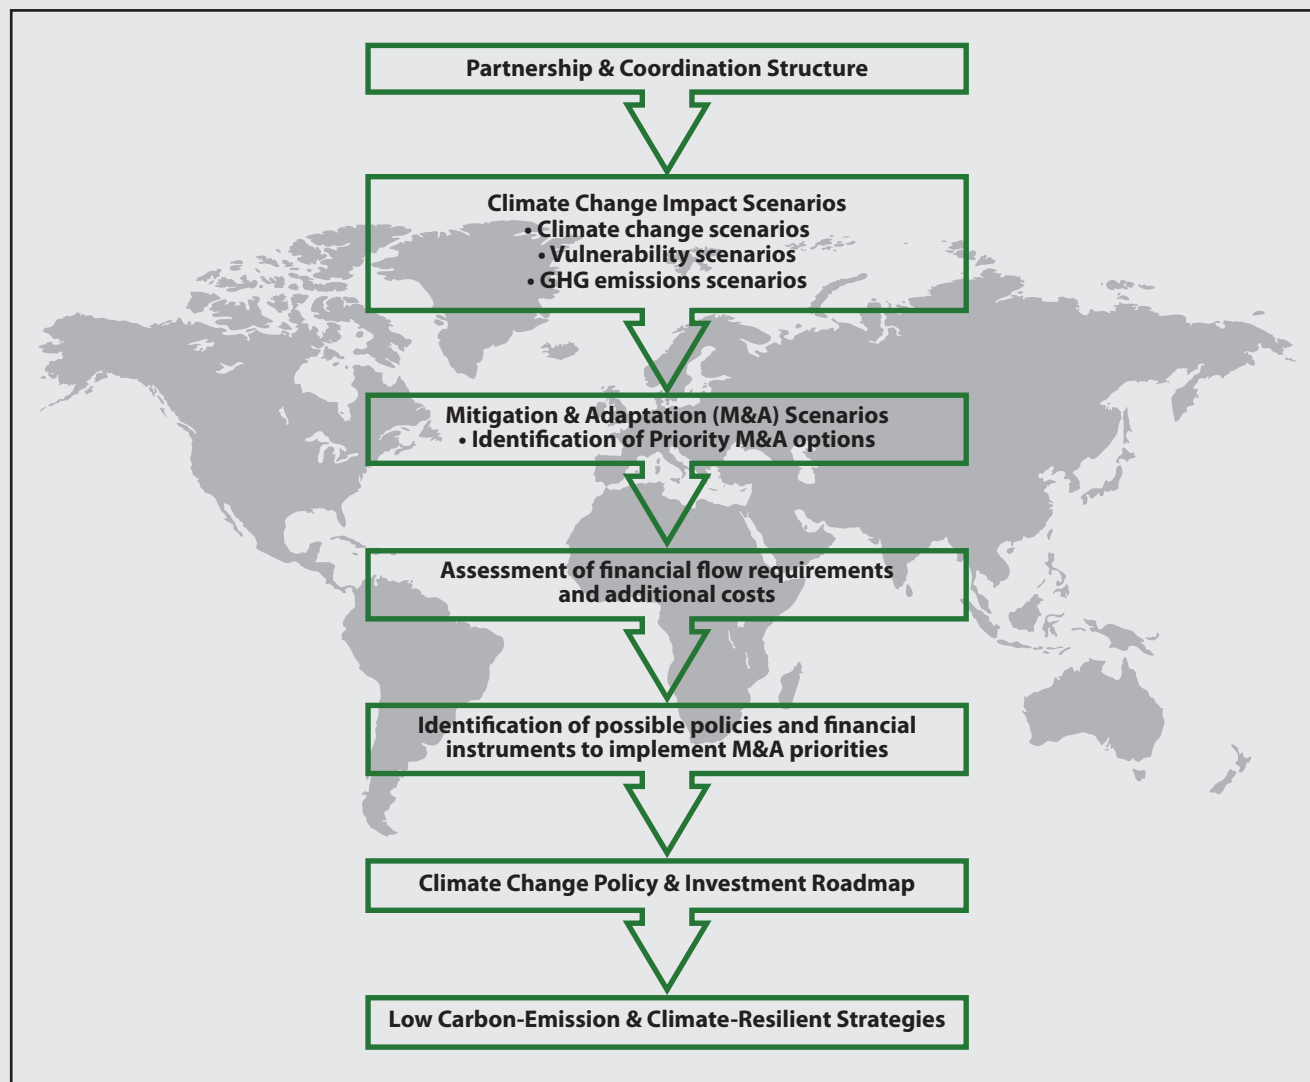 Partnership & Coordination Structure
Climate Change Impact Scenarios
• Climate change scenarios
• Vulnerability scenarios
• GHG emissions scenarios
Mitigation & Adaptation (M&A) Scenarios
• Identification of Priority M&A options
Assessment of financial flow requirements
and additional costs
Identification of possible policies and financial
instruments to implement M&A priorities
Climate Change Policy & Investment Roadmap
Low Carbon-Emission & Climate-Resilient Strategies